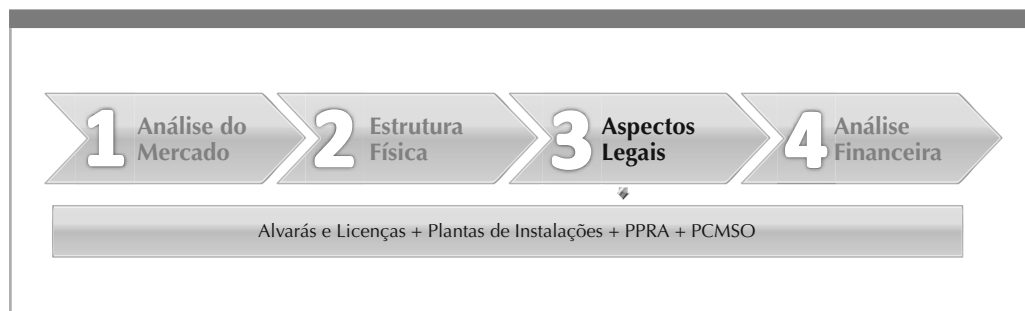 1 Análise do
Mercado
2 Estrutura
Física
3 Aspectos
Legais
4 Análise
Financeira
Alvarás e Licenças + Plantas de Instalações + PPRA + PCMSO